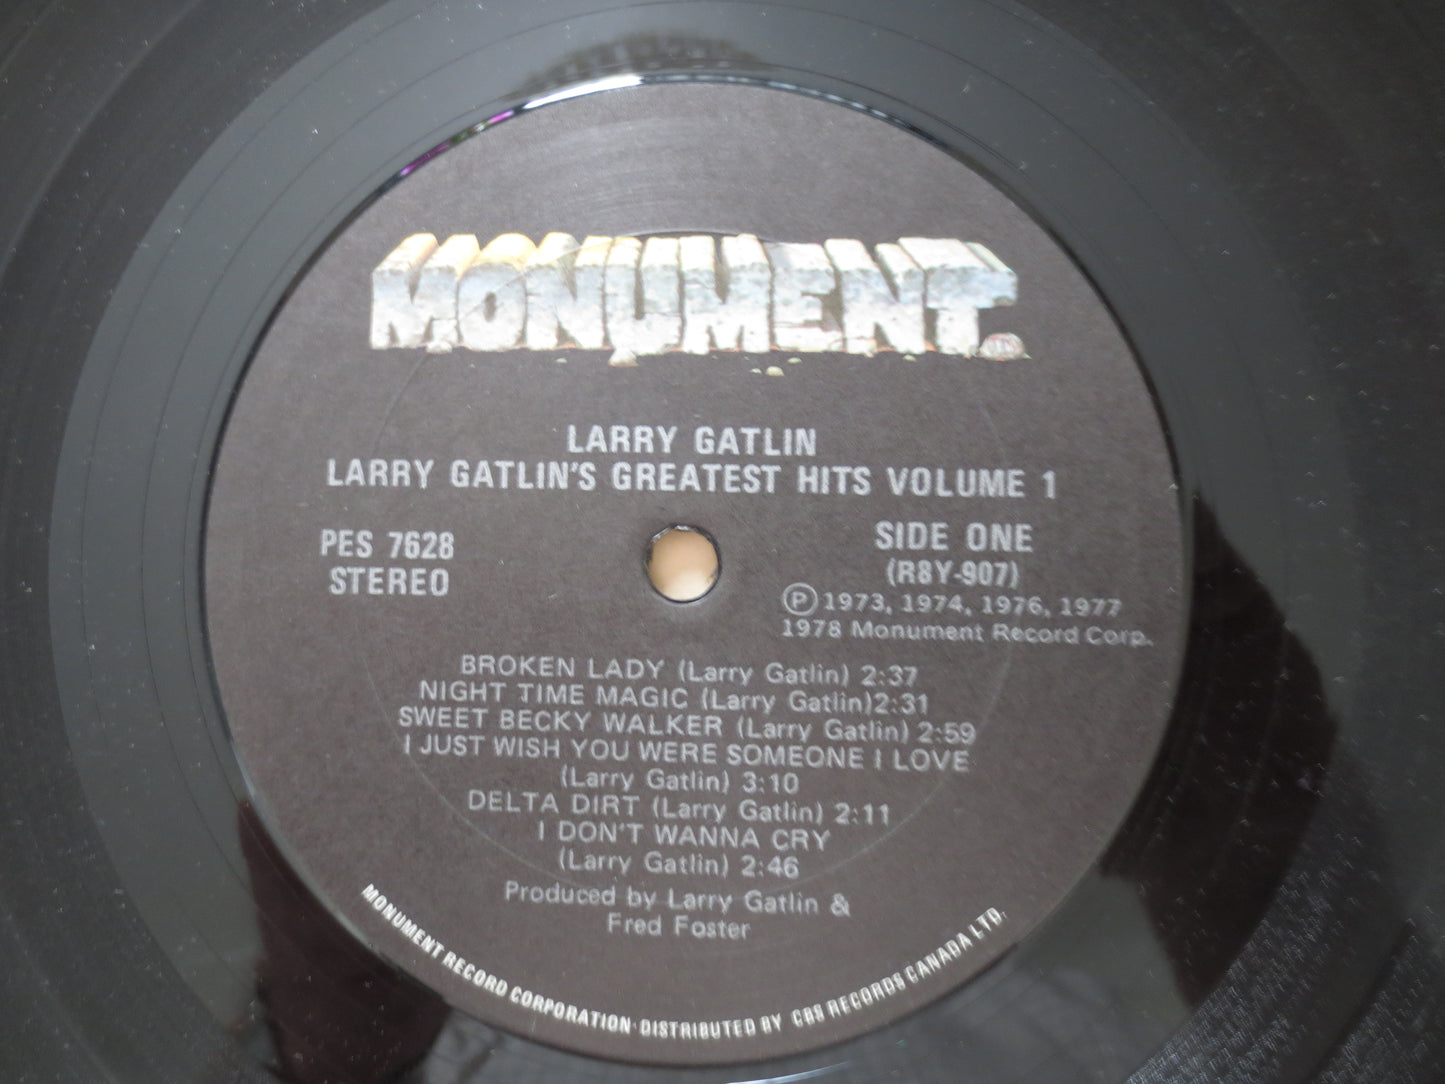 MONUMENT.
LARRY GATLIN
LARRY GATLIN'S GREATEST HITS VOLUME 1
PES 7628
STEREO
SIDE ONE
(R8Y-907)
Ⓟ 1973, 1974, 1976, 1977
1978 Monument Record Corp.
BROKEN LADY (Larry Gatlin) 2:37
NIGHT TIME MAGIC (Larry Gatlin)2:31
SWEET BECKY WALKER (Larry Gatlin) 2:59
I JUST WISH YOU WERE SOMEONE I LOVE
(Larry Gatlin) 3:10
DELTA DIRT (Larry Gatlin) 2:11
I DON'T WANNA CRY
(Larry Gatlin) 2:46
Produced by Larry Gatlin &
Fred Foster
MONUMENT RECORD CORPORATION·DISTRIBUTED BY CBS RECORDS CANADA LTD.